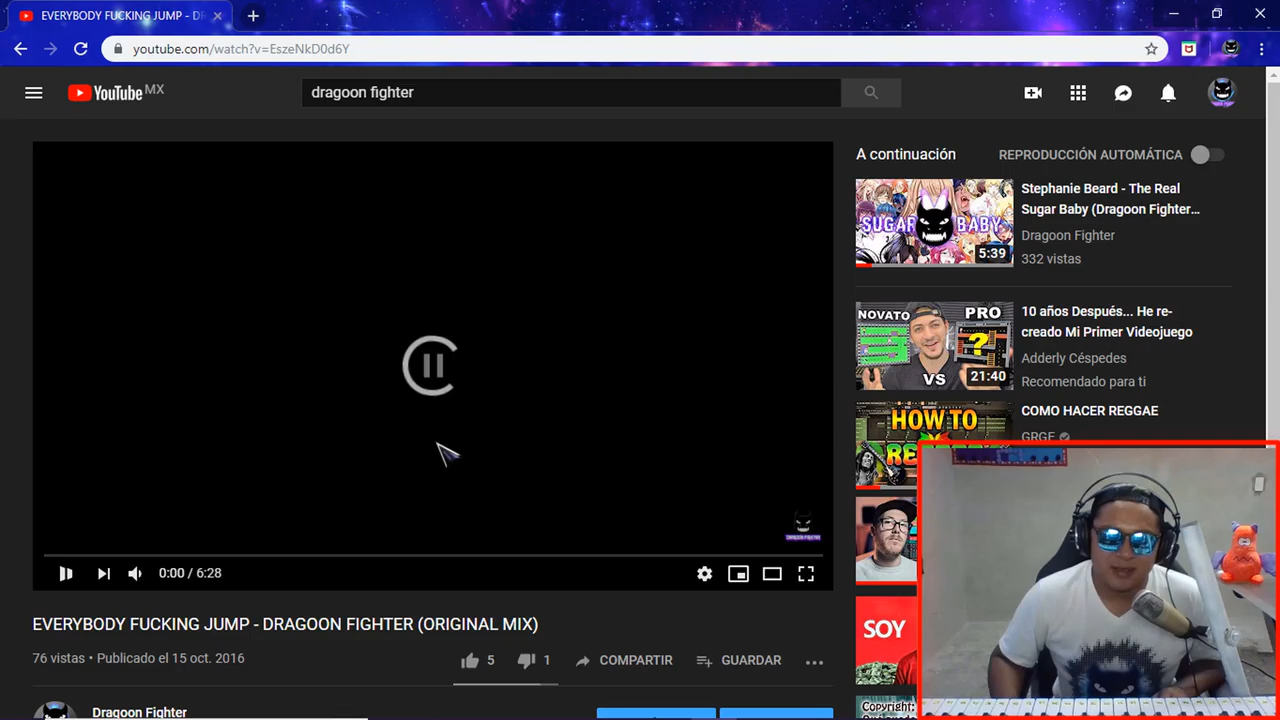 EVERYBODY FUCKING JUMP - DR
youtube.com/watch?v=EszeNkD0d6Y
YouTube MX
dragoon fighter
A continuación
REPRODUCCIÓN AUTOMÁTICA
SUGAR BABY
5:39
Stephanie Beard - The Real
Sugar Baby (Dragoon Fighter...
Dragoon Fighter
332 vistas
NOVATO
PRO
VS
?
21:40
10 años Después... He re-
creado Mi Primer Videojuego
Adderly Céspedes
Recomendado para ti
HOW TO
COMO HACER REGGAE
GRGE
DRAGOON FIGHTER
0:00 / 6:28
EVERYBODY FUCKING JUMP - DRAGOON FIGHTER (ORIGINAL MIX)
76 vistas • Publicado el 15 oct. 2016
5
1
COMPARTIR
GUARDAR
SOY
Copyright:
Dragoon Fighter